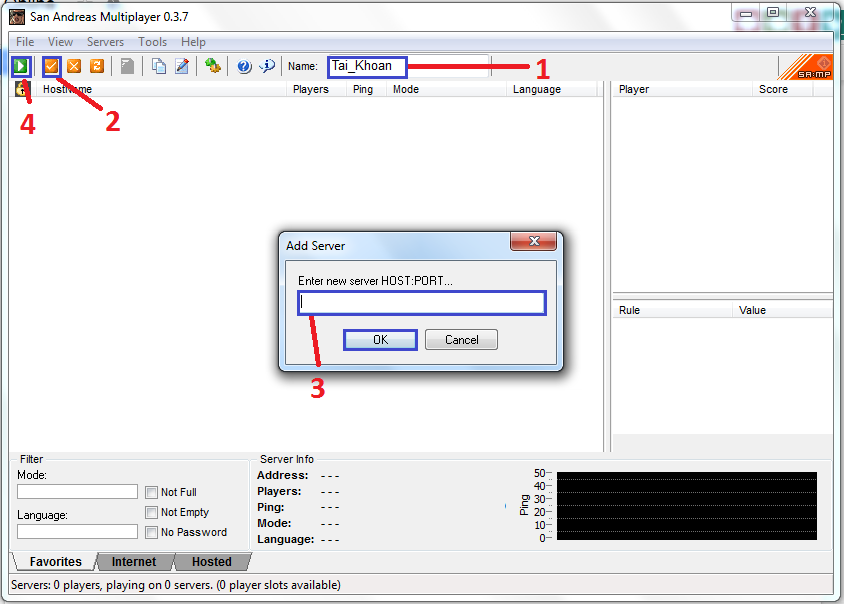 San Andreas Multiplayer 0.3.7
File View Servers Tools Help
Name: Tai_Khoan 1
SA:MP
HostName Players Ping Mode Language Player Score
4 2
Add Server
Enter new server HOST:PORT...
OK Cancel
3
Rule Value
Filter Server Info
Mode:
Not Full
Language:
Not Empty
No Password
Address: - - -
Players: - - -
Ping: - - -
Mode: - - -
Language: - - -
Ping
50
40
30
20
10
0
Favorites Internet Hosted
Servers: 0 players, playing on 0 servers. (0 player slots available)